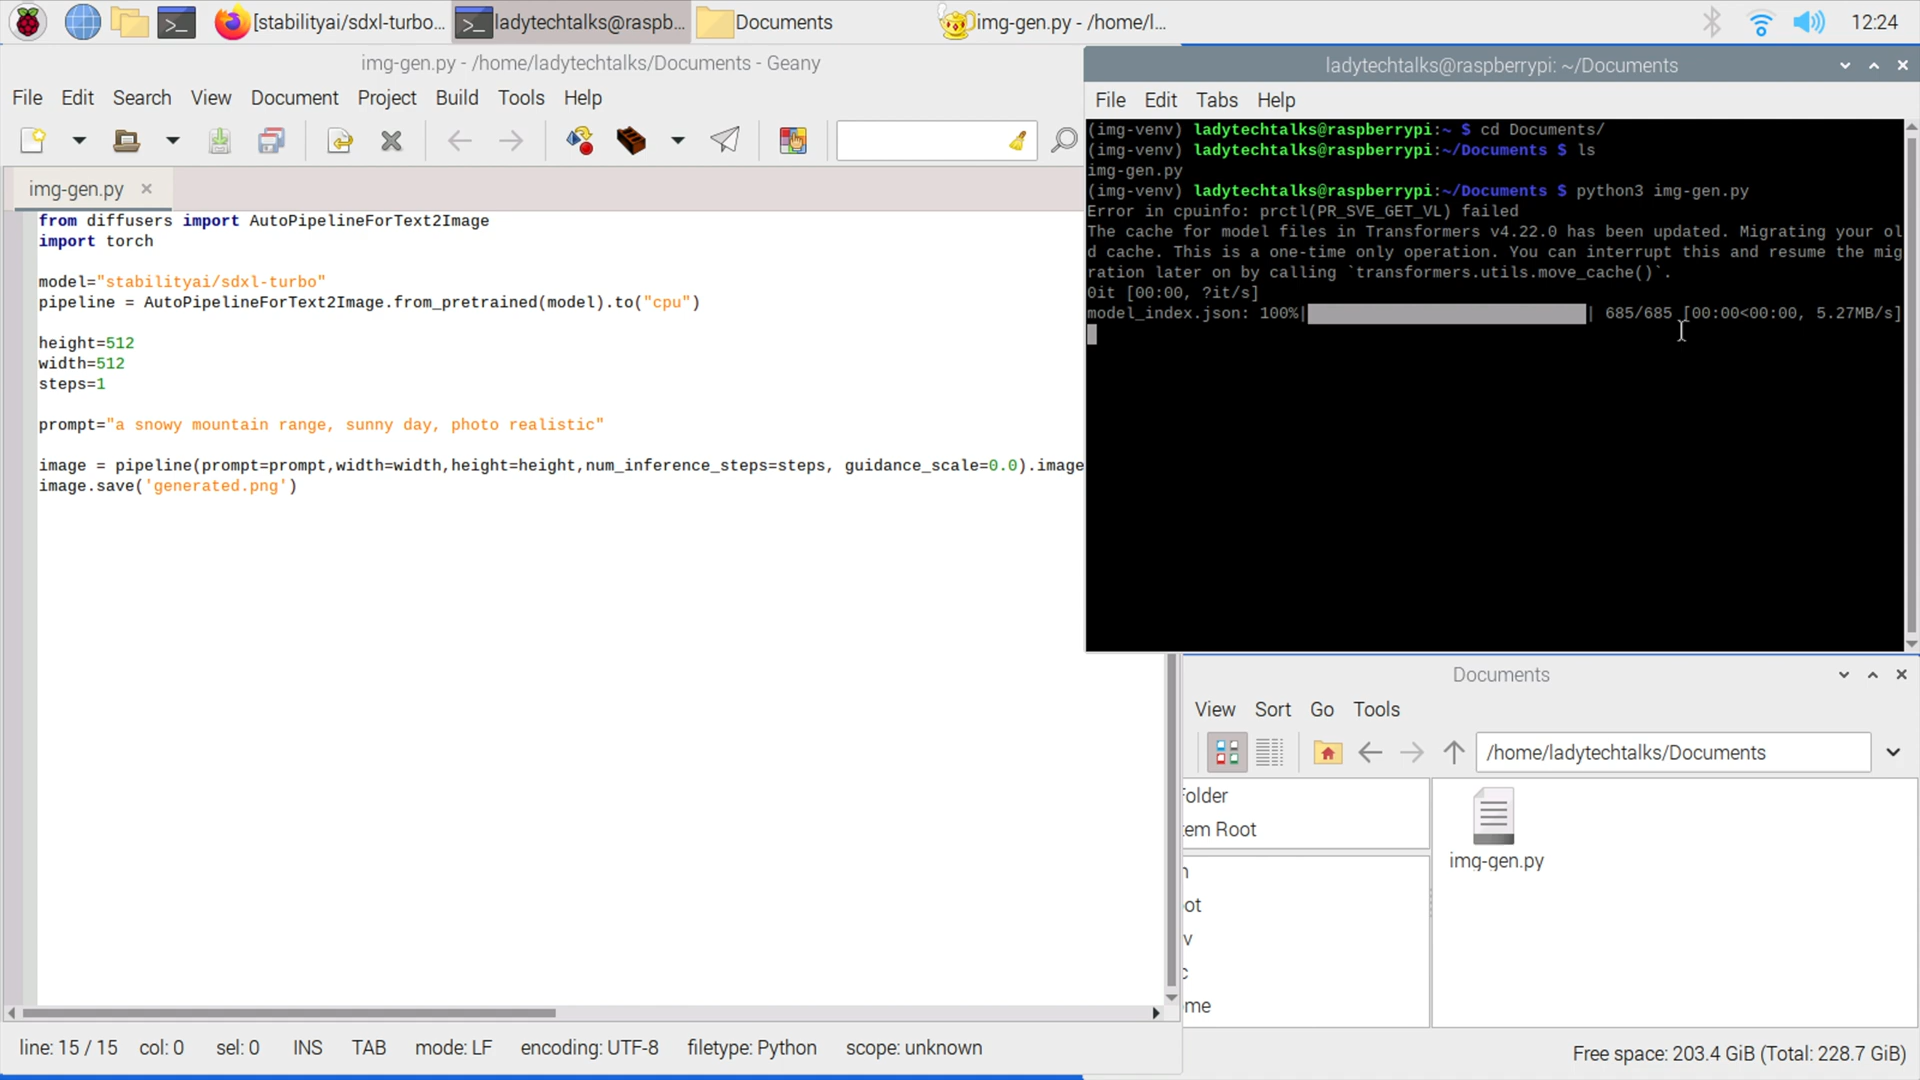 [stabilityai/sdxl-turbo...
ladytechtalks@raspb...
Documents
img-gen.py - /home/l...
12:24
img-gen.py - /home/ladytechtalks/Documents - Geany
File Edit Search View Document Project Build Tools Help
img-gen.py
from diffusers import AutoPipelineForText2Image
import torch
model="stabilityai/sdxl-turbo"
pipeline = AutoPipelineForText2Image.from_pretrained(model).to("cpu")
height=512
width=512
steps=1
prompt="a snowy mountain range, sunny day, photo realistic"
image = pipeline(prompt=prompt,width=width,height=height,num_inference_steps=steps, guidance_scale=0.0).image
image.save('generated.png')
line: 15 / 15 col: 0 sel: 0 INS TAB mode: LF encoding: UTF-8 filetype: Python scope: unknown
ladytechtalks@raspberrypi: ~/Documents
File Edit Tabs Help
(img-venv) ladytechtalks@raspberrypi:~ $ cd Documents/
(img-venv) ladytechtalks@raspberrypi:~/Documents $ ls
img-gen.py
(img-venv) ladytechtalks@raspberrypi:~/Documents $ python3 img-gen.py
Error in cpuinfo: prctl(PR_SVE_GET_VL) failed
The cache for model files in Transformers v4.22.0 has been updated. Migrating your ol
d cache. This is a one-time only operation. You can interrupt this and resume the mig
ration later on by calling `transformers.utils.move_cache()`.
0it [00:00, ?it/s]
model_index.json: 100%| | 685/685 [00:00<00:00, 5.27MB/s]
Documents
View Sort Go Tools
/home/ladytechtalks/Documents
Folder
tem Root
n
ot
v
c
me
img-gen.py
Free space: 203.4 GiB (Total: 228.7 GiB)